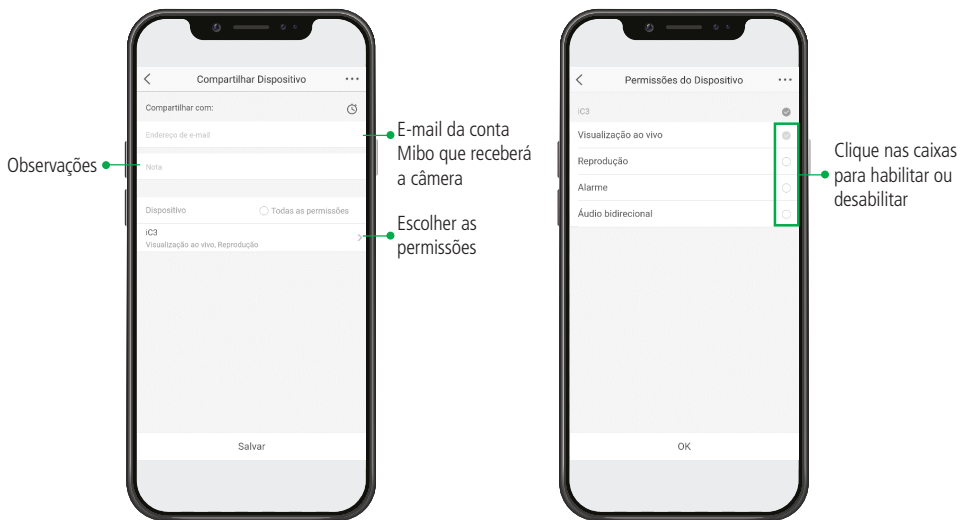 Compartilhar Dispositivo
Compartilhar com:
Endereço de e-mail
Nota
Dispositivo
Todas as permissões
iC3
Visualização ao vivo, Reprodução
Salvar
Observações
E-mail da conta
Mibo que receberá
a câmera
Escolher as
permissões
Permissões do Dispositivo
iC3
Visualização ao vivo
Reprodução
Alarme
Áudio bidirecional
OK
Clique nas caixas
para habilitar ou
desabilitar